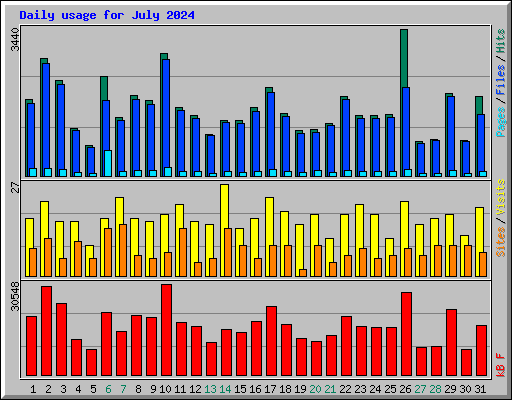 Daily usage for July 2024
3440
Pages / Files / Hits
27
Sites / Visits
30548
kB F
1 2 3 4 5 6 7 8 9 10 11 12 13 14 15 16 17 18 19 20 21 22 23 24 25 26 27 28 29 30 31